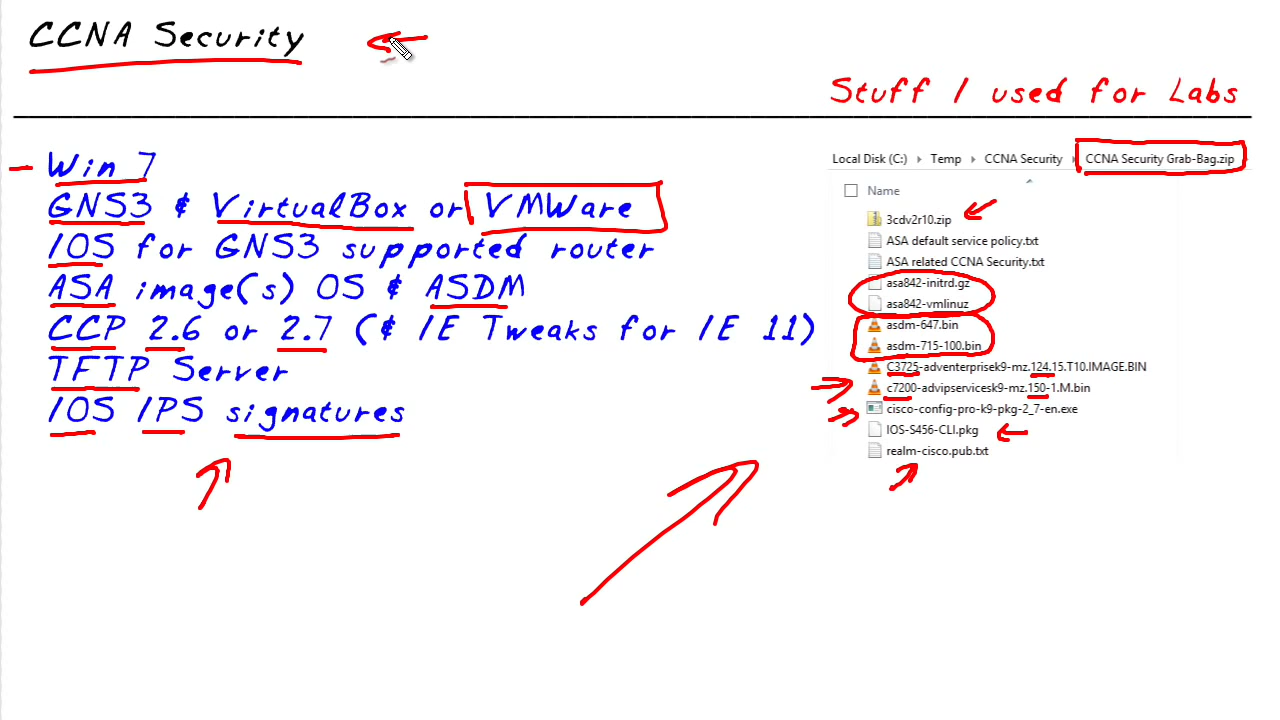 CCNA Security
Stuff I used for Labs
Win 7
GNS3 & VirtualBox or VMWare
IOS for GNS3 supported router
ASA image(s) OS & ASDM
CCP 2.6 or 2.7 (& IE Tweaks for IE 11)
TFTP Server
IOS IPS signatures
Local Disk (C:) Temp CCNA Security CCNA Security Grab-Bag.zip
Name
3cdv2r10.zip
ASA default service policy.txt
ASA related CCNA Security.txt
asa842-initrd.gz
asa842-vmlinuz
asdm-647.bin
asdm-715-100.bin
C3725-adventerprisek9-mz.124.15.T10.IMAGE.BIN
c7200-advipservicesk9-mz.150-1.M.bin
cisco-config-pro-k9-pkg-2_7-en.exe
IOS-S456-CLI.pkg
realm-cisco.pub.txt